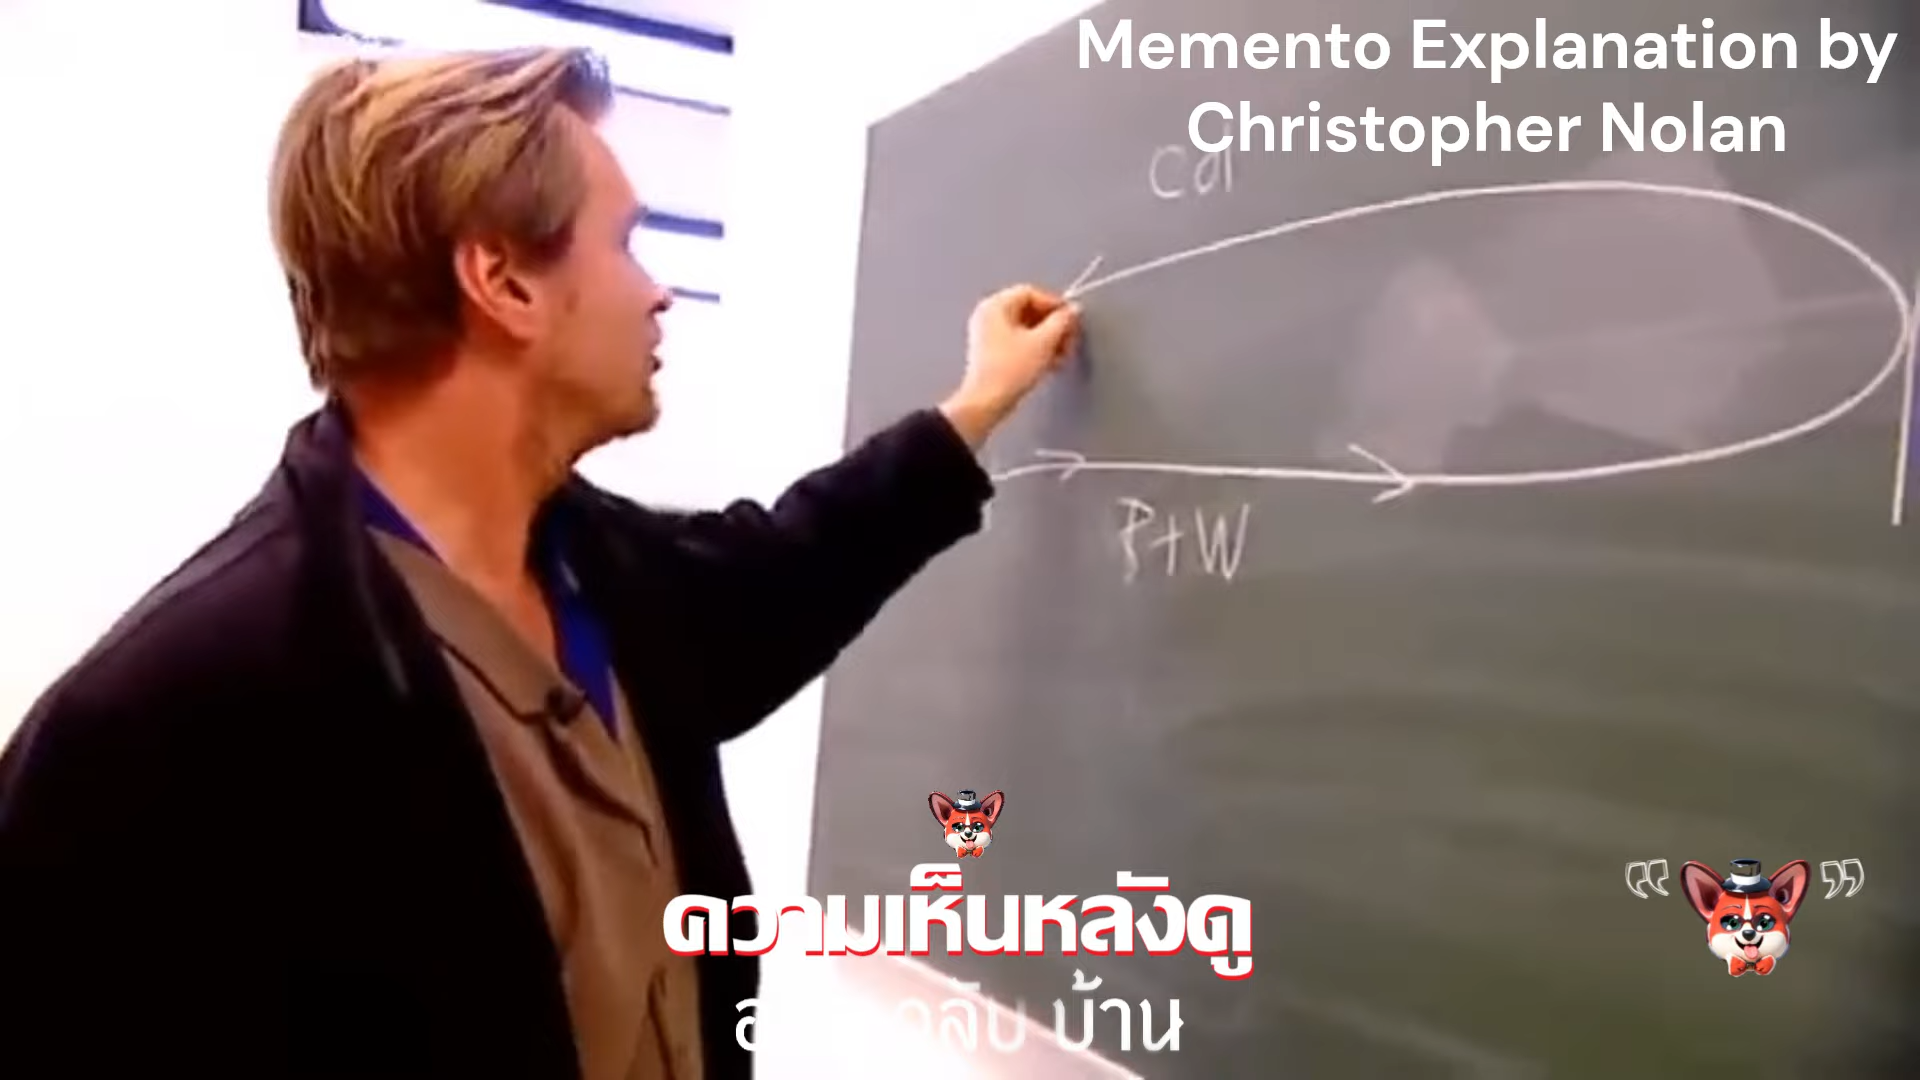 Memento Explanation by
Christopher Nolan
Col
B+W
ความเห็นหลังดู
บ้าน